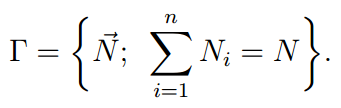 Γ = { N⃗; ∑_{i=1}^{n} N_i = N }.